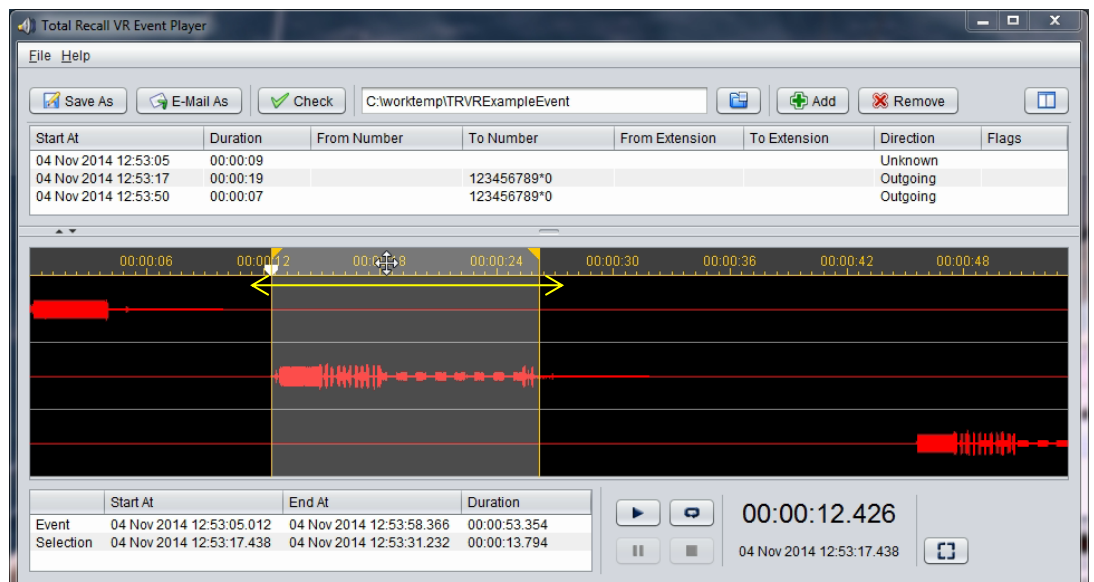 Total Recall VR Event Player
File Help
Save As E-Mail As Check C:\worktemp\TRVRExampleEvent Add Remove
Start At Duration From Number To Number From Extension To Extension Direction Flags
04 Nov 2014 12:53:05 00:00:09 Unknown
04 Nov 2014 12:53:17 00:00:19 123456789*0 Outgoing
04 Nov 2014 12:53:50 00:00:07 123456789*0 Outgoing
00:00:06 00:00:12 00:00:18 00:00:24 00:00:30 00:00:36 00:00:42 00:00:48
Start At End At Duration
Event 04 Nov 2014 12:53:05.012 04 Nov 2014 12:53:58.366 00:00:53.354
Selection 04 Nov 2014 12:53:17.438 04 Nov 2014 12:53:31.232 00:00:13.794
00:00:12.426
04 Nov 2014 12:53:17.438